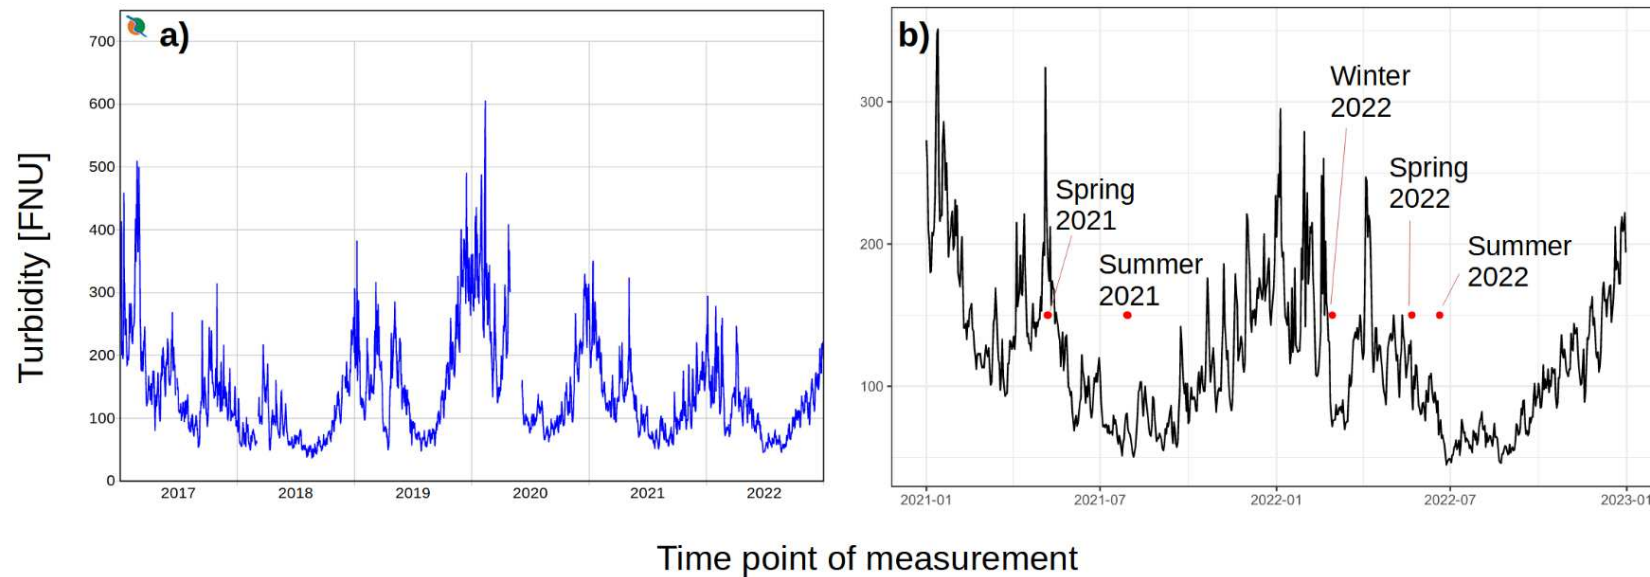 a)
Turbidity [FNU]
700
600
500
400
300
200
100
0
2017 2018 2019 2020 2021 2022
b)
300
200
100
Spring
2021
Summer
2021
Winter
2022
Spring
2022
Summer
2022
2021-01 2021-07 2022-01 2022-07 2023-01
Time point of measurement